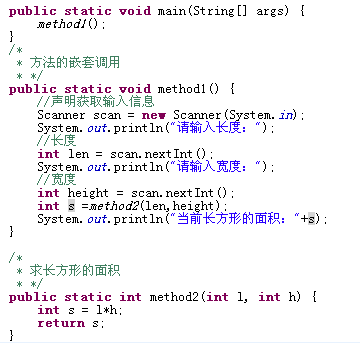 public static void main(String[] args) {
    method1();
}
/*
 * 方法的嵌套调用
 * */
public static void method1() {
    //声明获取输入信息
    Scanner scan = new Scanner(System.in);
    System.out.println("请输入长度：");
    //长度
    int len = scan.nextInt();
    System.out.println("请输入宽度：");
    //宽度
    int height = scan.nextInt();
    int s =method2(len,height);
    System.out.println("当前长方形的面积："+s);
}
/*
 * 求长方形的面积
 * */
public static int method2(int l, int h) {
    int s = l*h;
    return s;
}